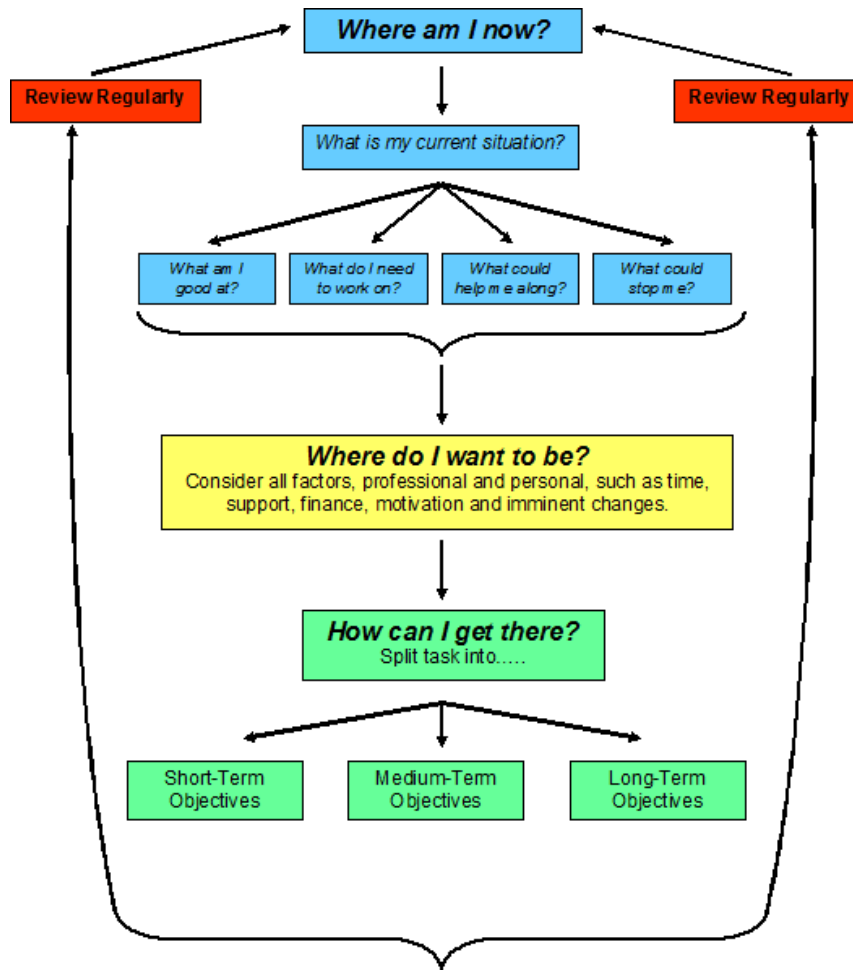 Where am I now?
Review Regularly
Review Regularly
What is my current situation?
What am I
good at?
What do I need
to work on?
What could
help me along?
What could
stop me?
Where do I want to be?
Consider all factors, professional and personal, such as time,
support, finance, motivation and imminent changes.
How can I get there?
Split task into.....
Short-Term
Objectives
Medium-Term
Objectives
Long-Term
Objectives